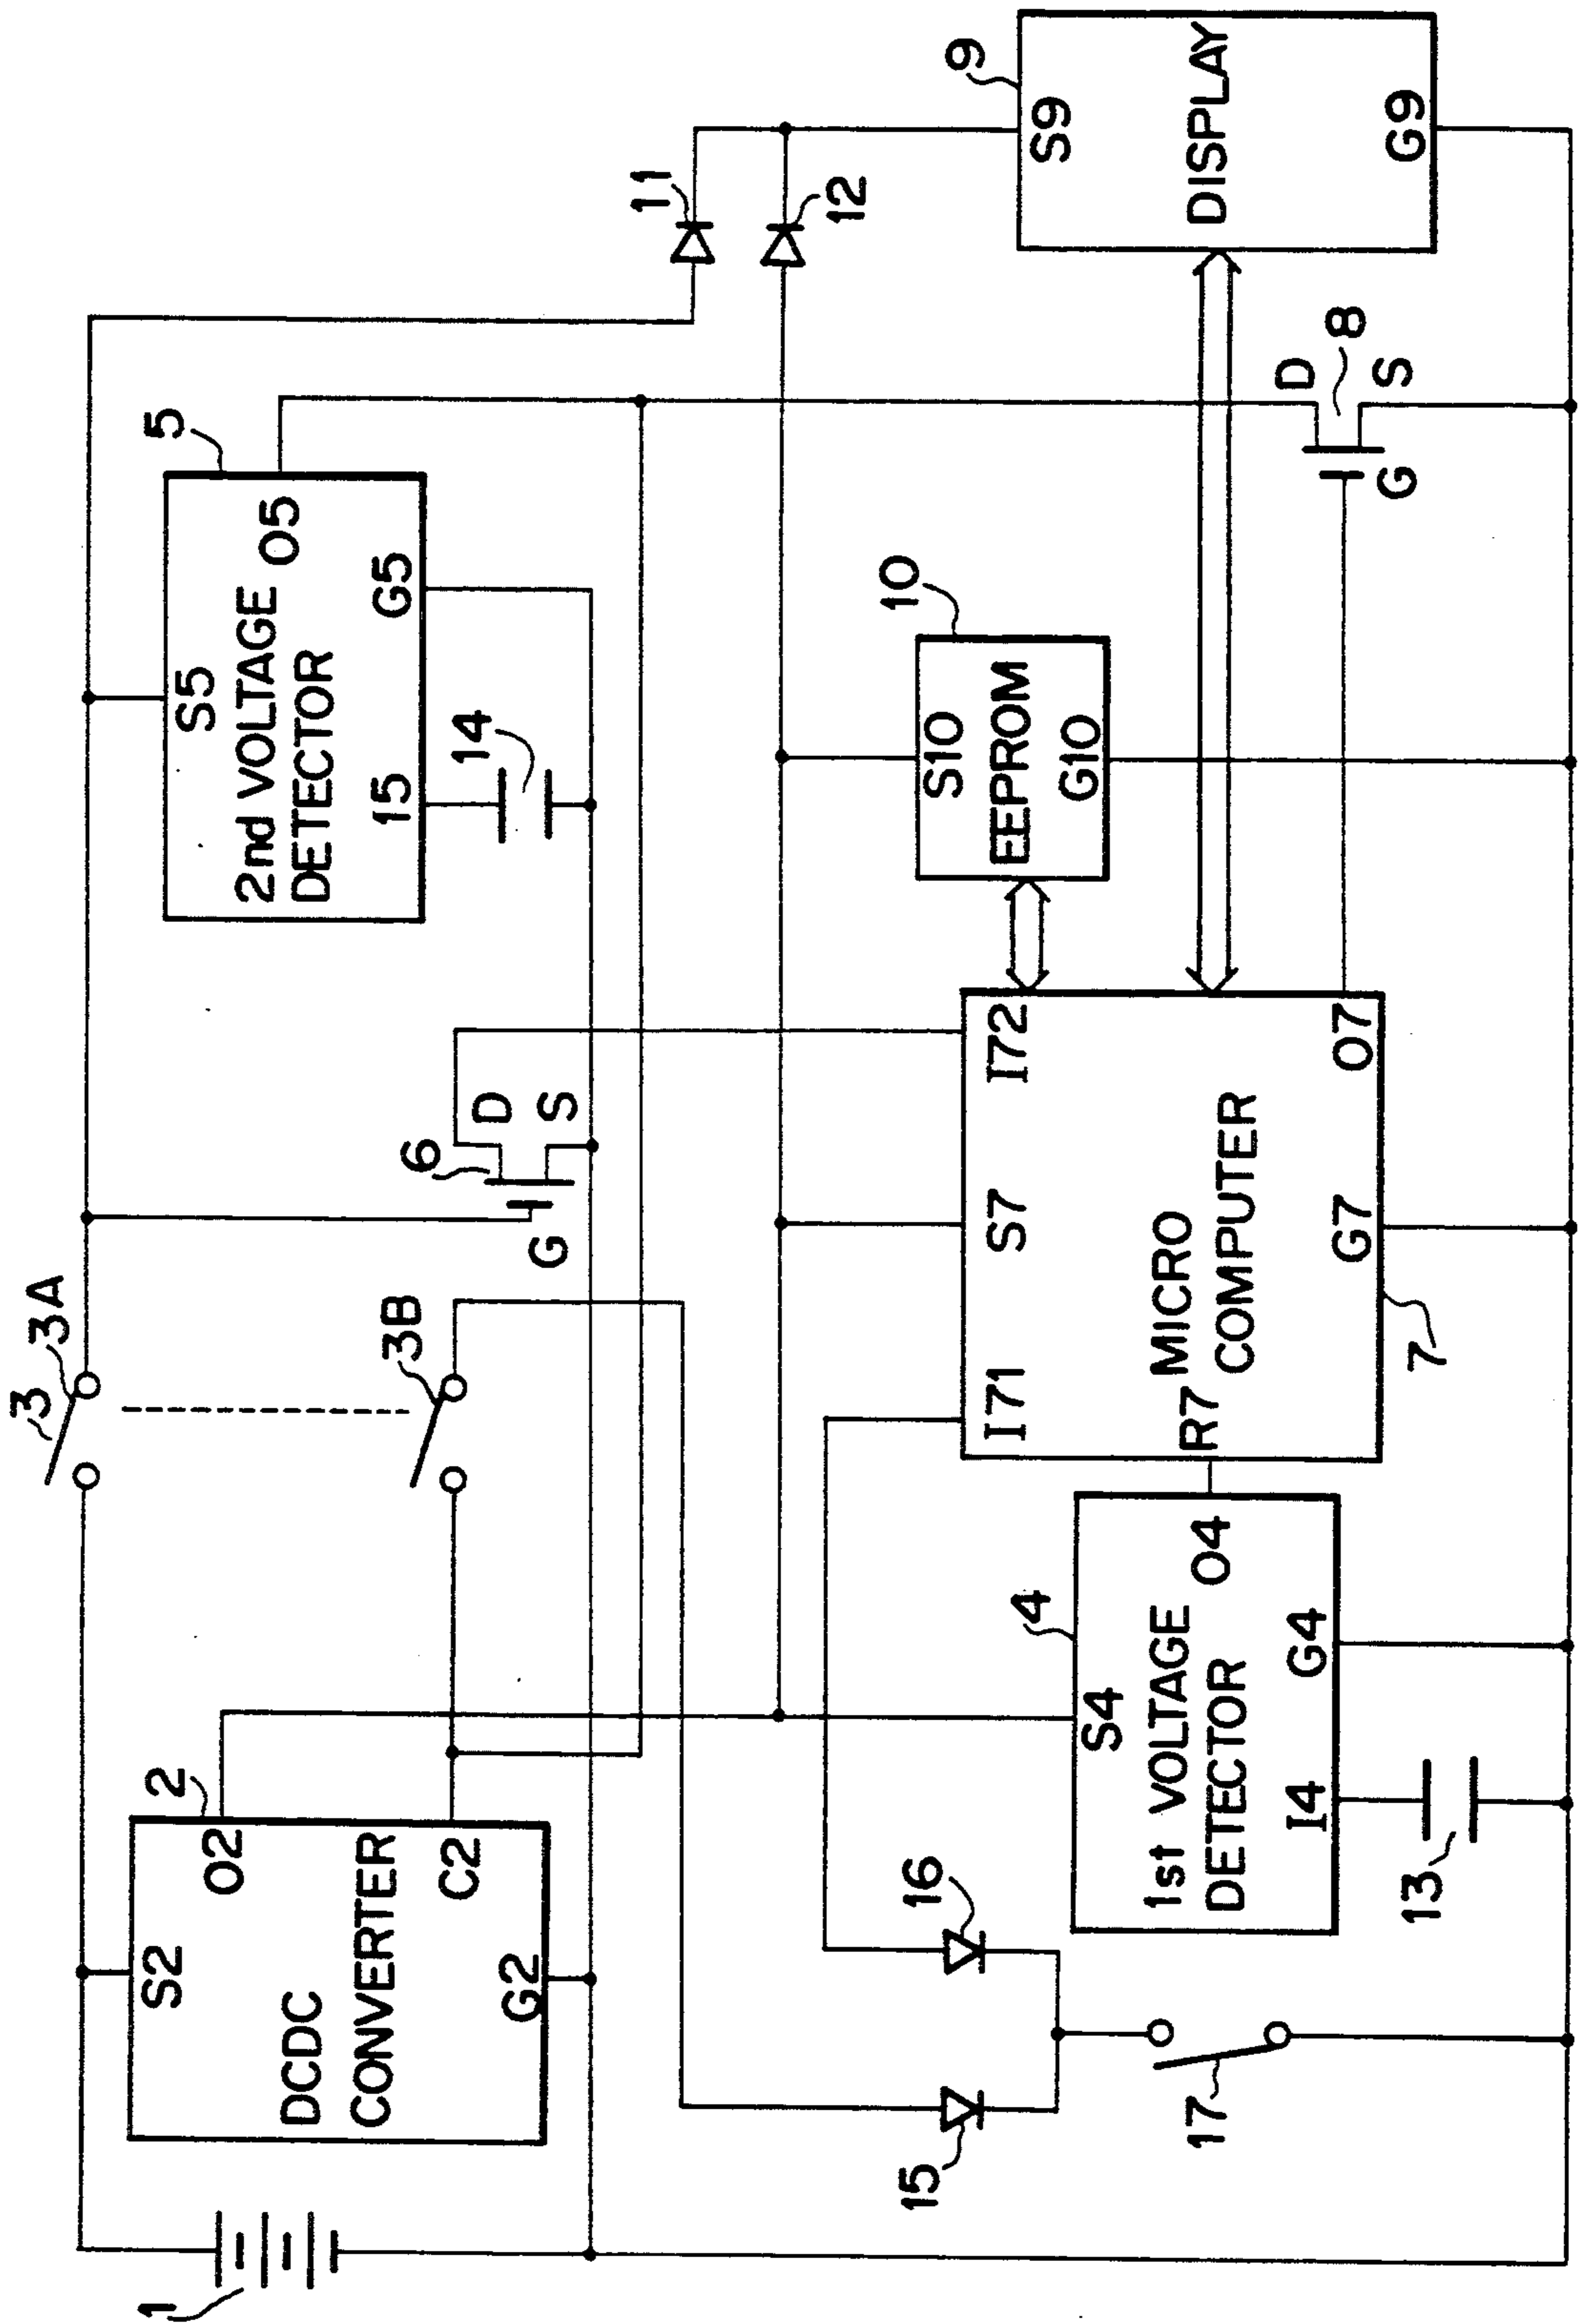 1
S2
O2
DCDC
CONVERTER
C2
G2
2
3
3A
3B
6
D
S
G
5
S5
2nd VOLTAGE
DETECTOR
O5
15
G5
14
11
12
15
16
17
4
S4
1st VOLTAGE
DETECTOR
O4
I4
G4
13
I71
S7
I72
R7
MICRO
COMPUTER
G7
O7
7
10
S10
EEPROM
G10
D
8
S
G
9
S9
DISPLAY
G9